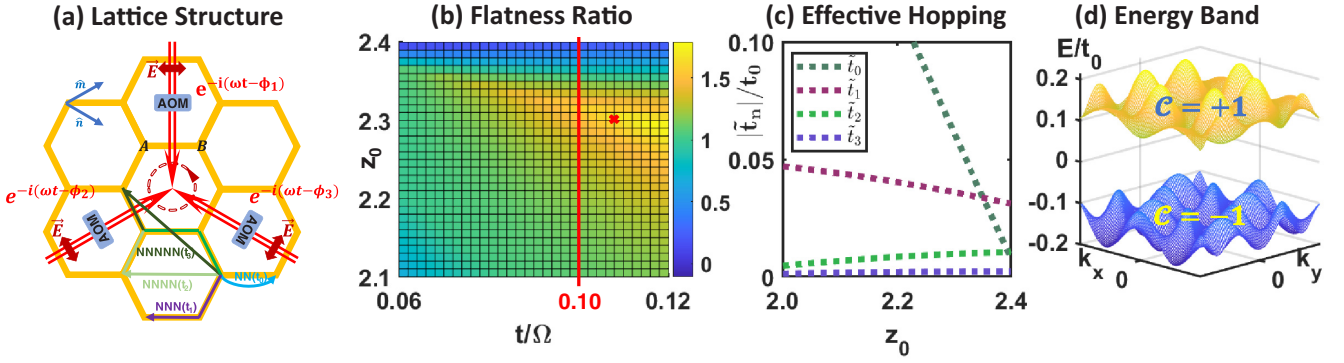 (a) Lattice Structure
(b) Flatness Ratio
(c) Effective Hopping
(d) Energy Band
m̂
n̂
E⃗
AOM
e^-i(ωt-ϕ₁)
A
B
e^-i(ωt-ϕ₂)
e^-i(ωt-ϕ₃)
E⃗
AOM
AOM
E⃗
NNNNN(t₃)
NNNN(t₂)
NN(t₀)
NNN(t₁)
2.4
2.3
2.2
2.1
z₀
0.06
0.10
0.12
t/Ω
1.5
1
0.5
0
|t̃ₙ|/t₀
0.10
0.05
0
t̃₀
t̃₁
t̃₂
t̃₃
2.0
2.2
2.4
z₀
E/t₀
0.2
0.1
0
-0.1
-0.2
C = +1
C = −1
kₓ
0
0
k_y